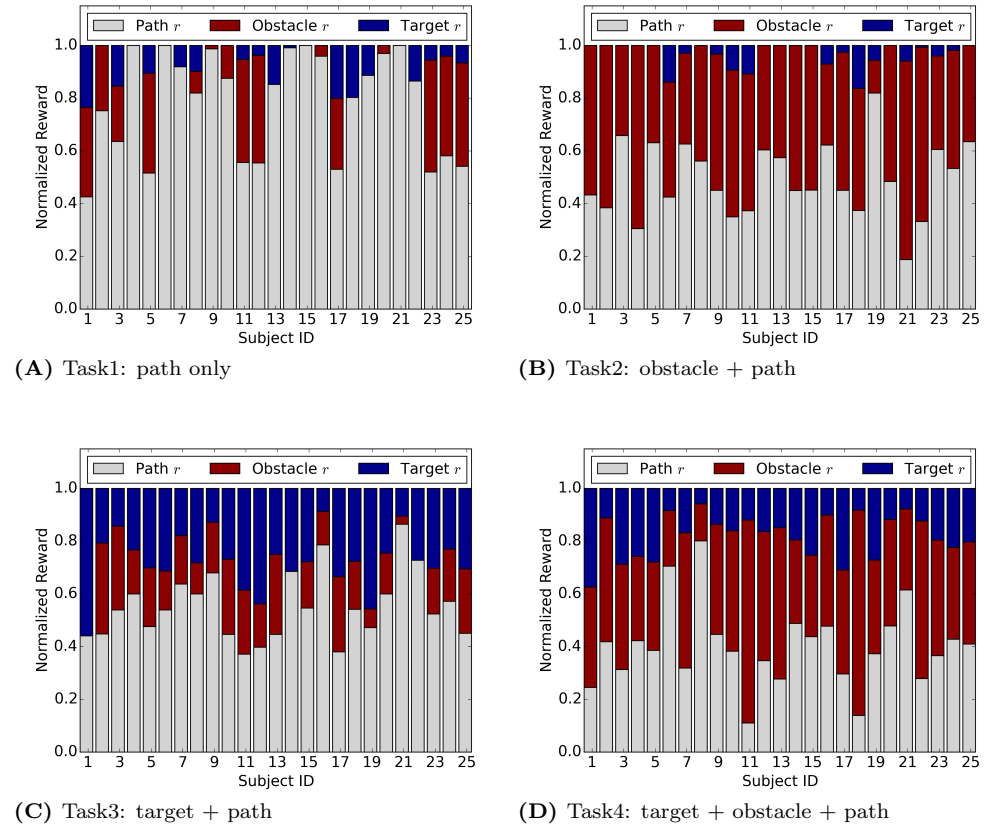 Path r Obstacle r Target r
1.0
0.8
0.6
0.4
0.2
0.0
Normalized Reward
1 3 5 7 9 11 13 15 17 19 21 23 25
Subject ID
(A) Task1: path only
Path r Obstacle r Target r
1.0
0.8
0.6
0.4
0.2
0.0
Normalized Reward
1 3 5 7 9 11 13 15 17 19 21 23 25
Subject ID
(B) Task2: obstacle + path
Path r Obstacle r Target r
1.0
0.8
0.6
0.4
0.2
0.0
Normalized Reward
1 3 5 7 9 11 13 15 17 19 21 23 25
Subject ID
(C) Task3: target + path
Path r Obstacle r Target r
1.0
0.8
0.6
0.4
0.2
0.0
Normalized Reward
1 3 5 7 9 11 13 15 17 19 21 23 25
Subject ID
(D) Task4: target + obstacle + path